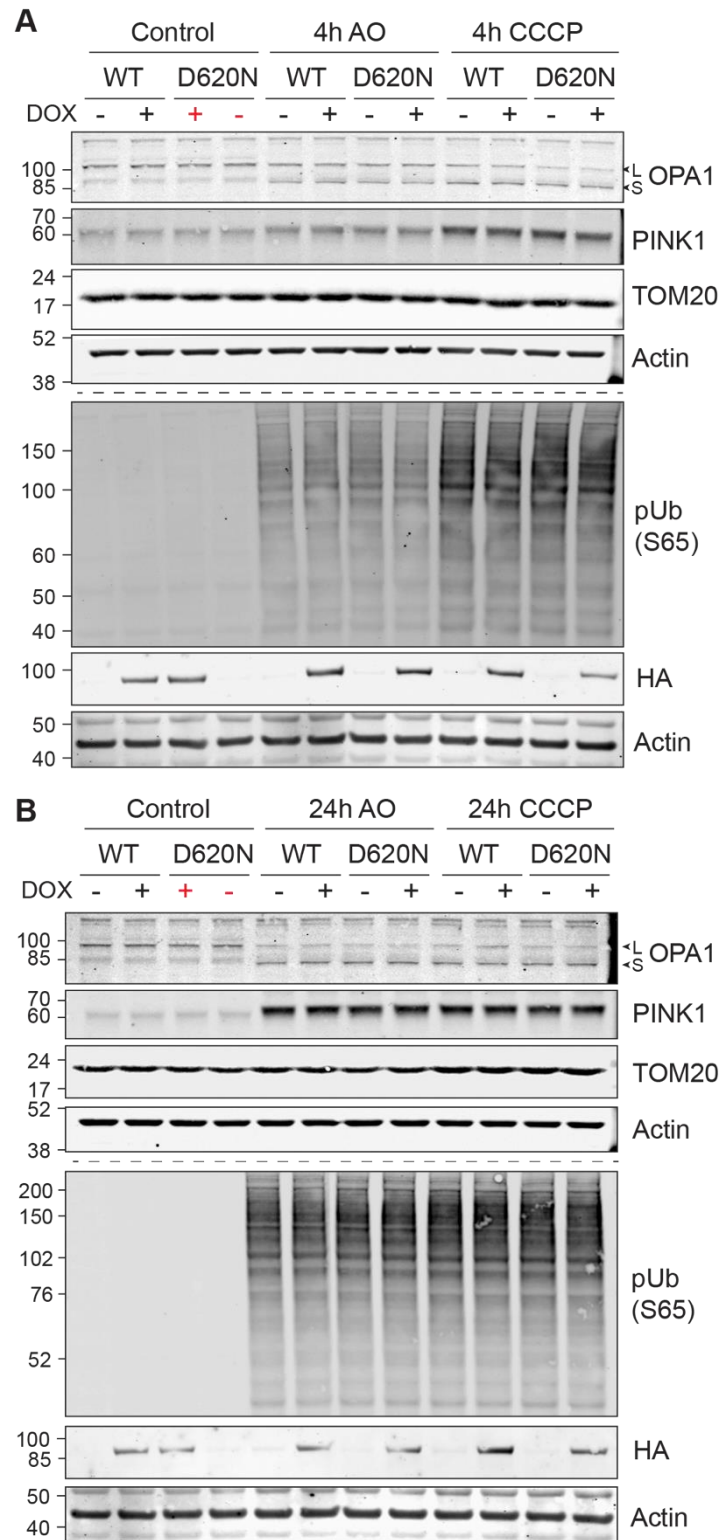 A
Control 4h AO 4h CCCP
WT D620N WT D620N WT D620N
DOX - + + - - + - + - + - +
100
85
L
S
OPA1
70
60
PINK1
24
17
TOM20
52
38
Actin
150
100
60
50
40
pUb
(S65)
100
HA
50
40
Actin
B
Control 24h AO 24h CCCP
WT D620N WT D620N WT D620N
DOX - + + - - + - + - + - +
100
85
L
S
OPA1
70
60
PINK1
24
17
TOM20
52
38
Actin
200
150
102
76
52
pUb
(S65)
100
85
HA
50
40
Actin